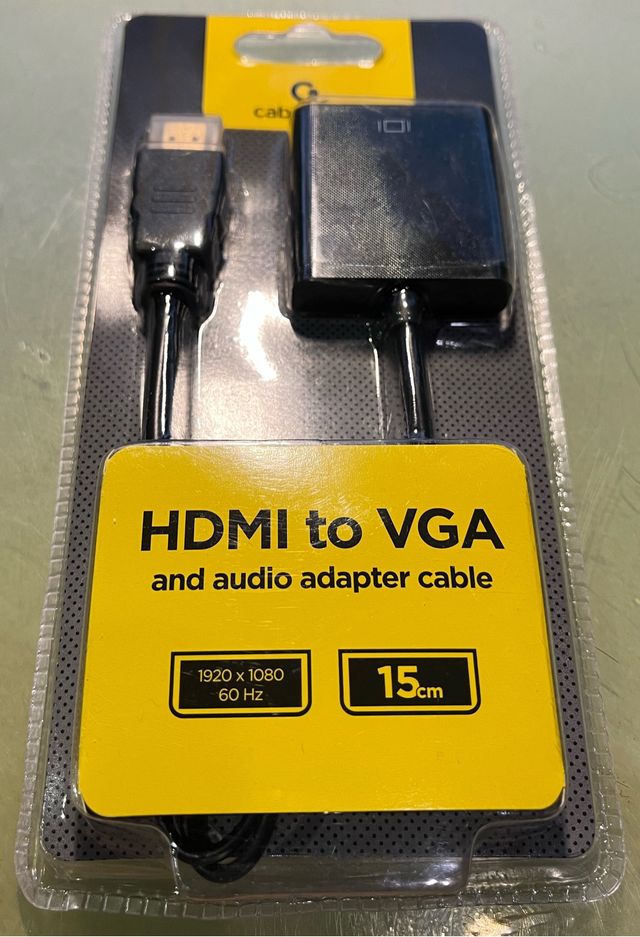 HDMI to VGA
and audio adapter cable
1920 x 1080
60 Hz
15cm